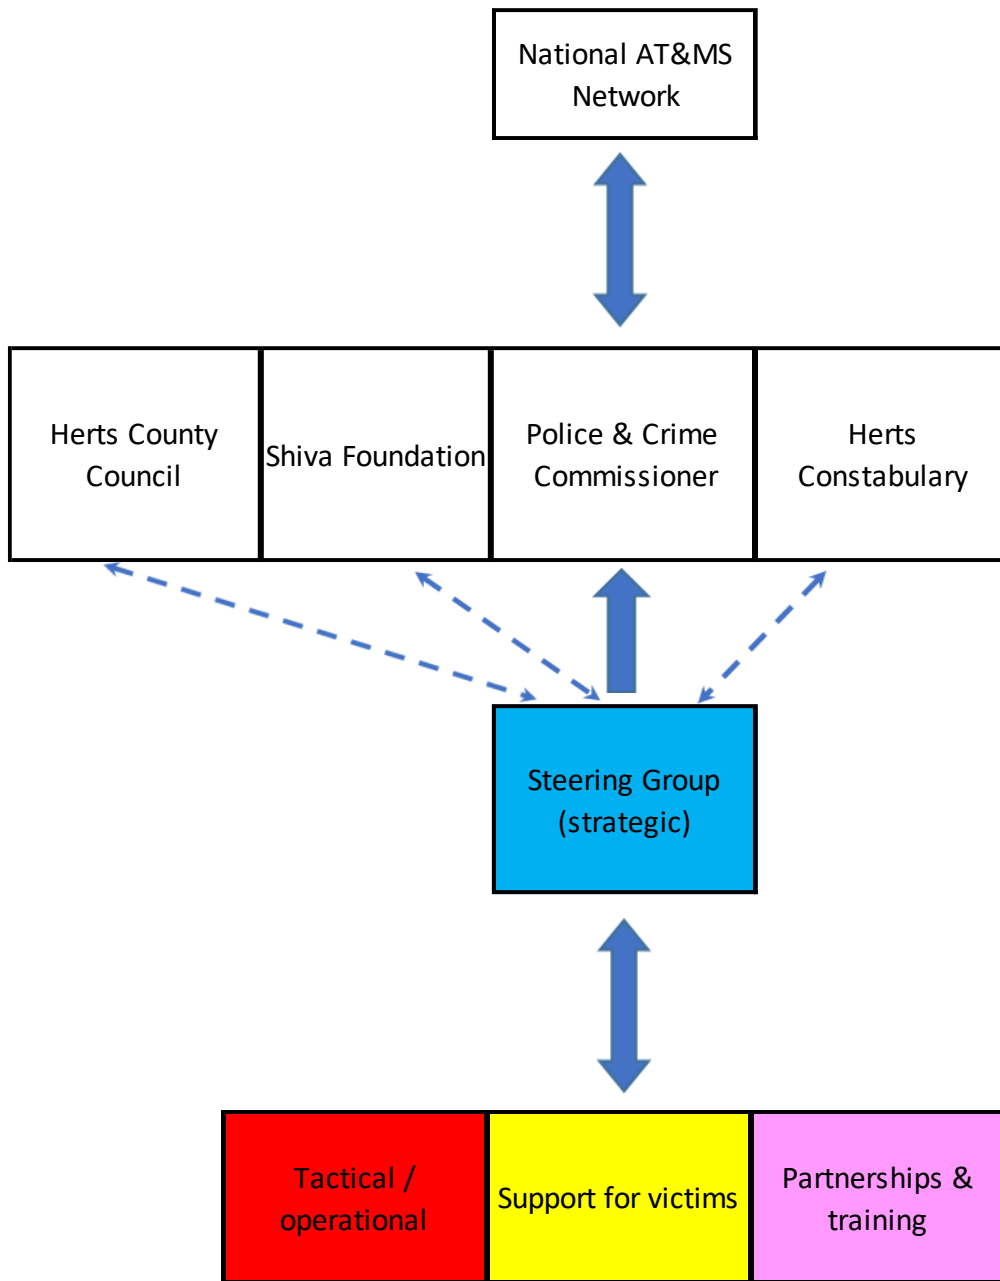 National AT&MS
Network
Herts County
Council
Shiva Foundation
Police & Crime
Commissioner
Herts
Constabulary
Steering Group
(strategic)
Tactical /
operational
Support for victims
Partnerships &
training